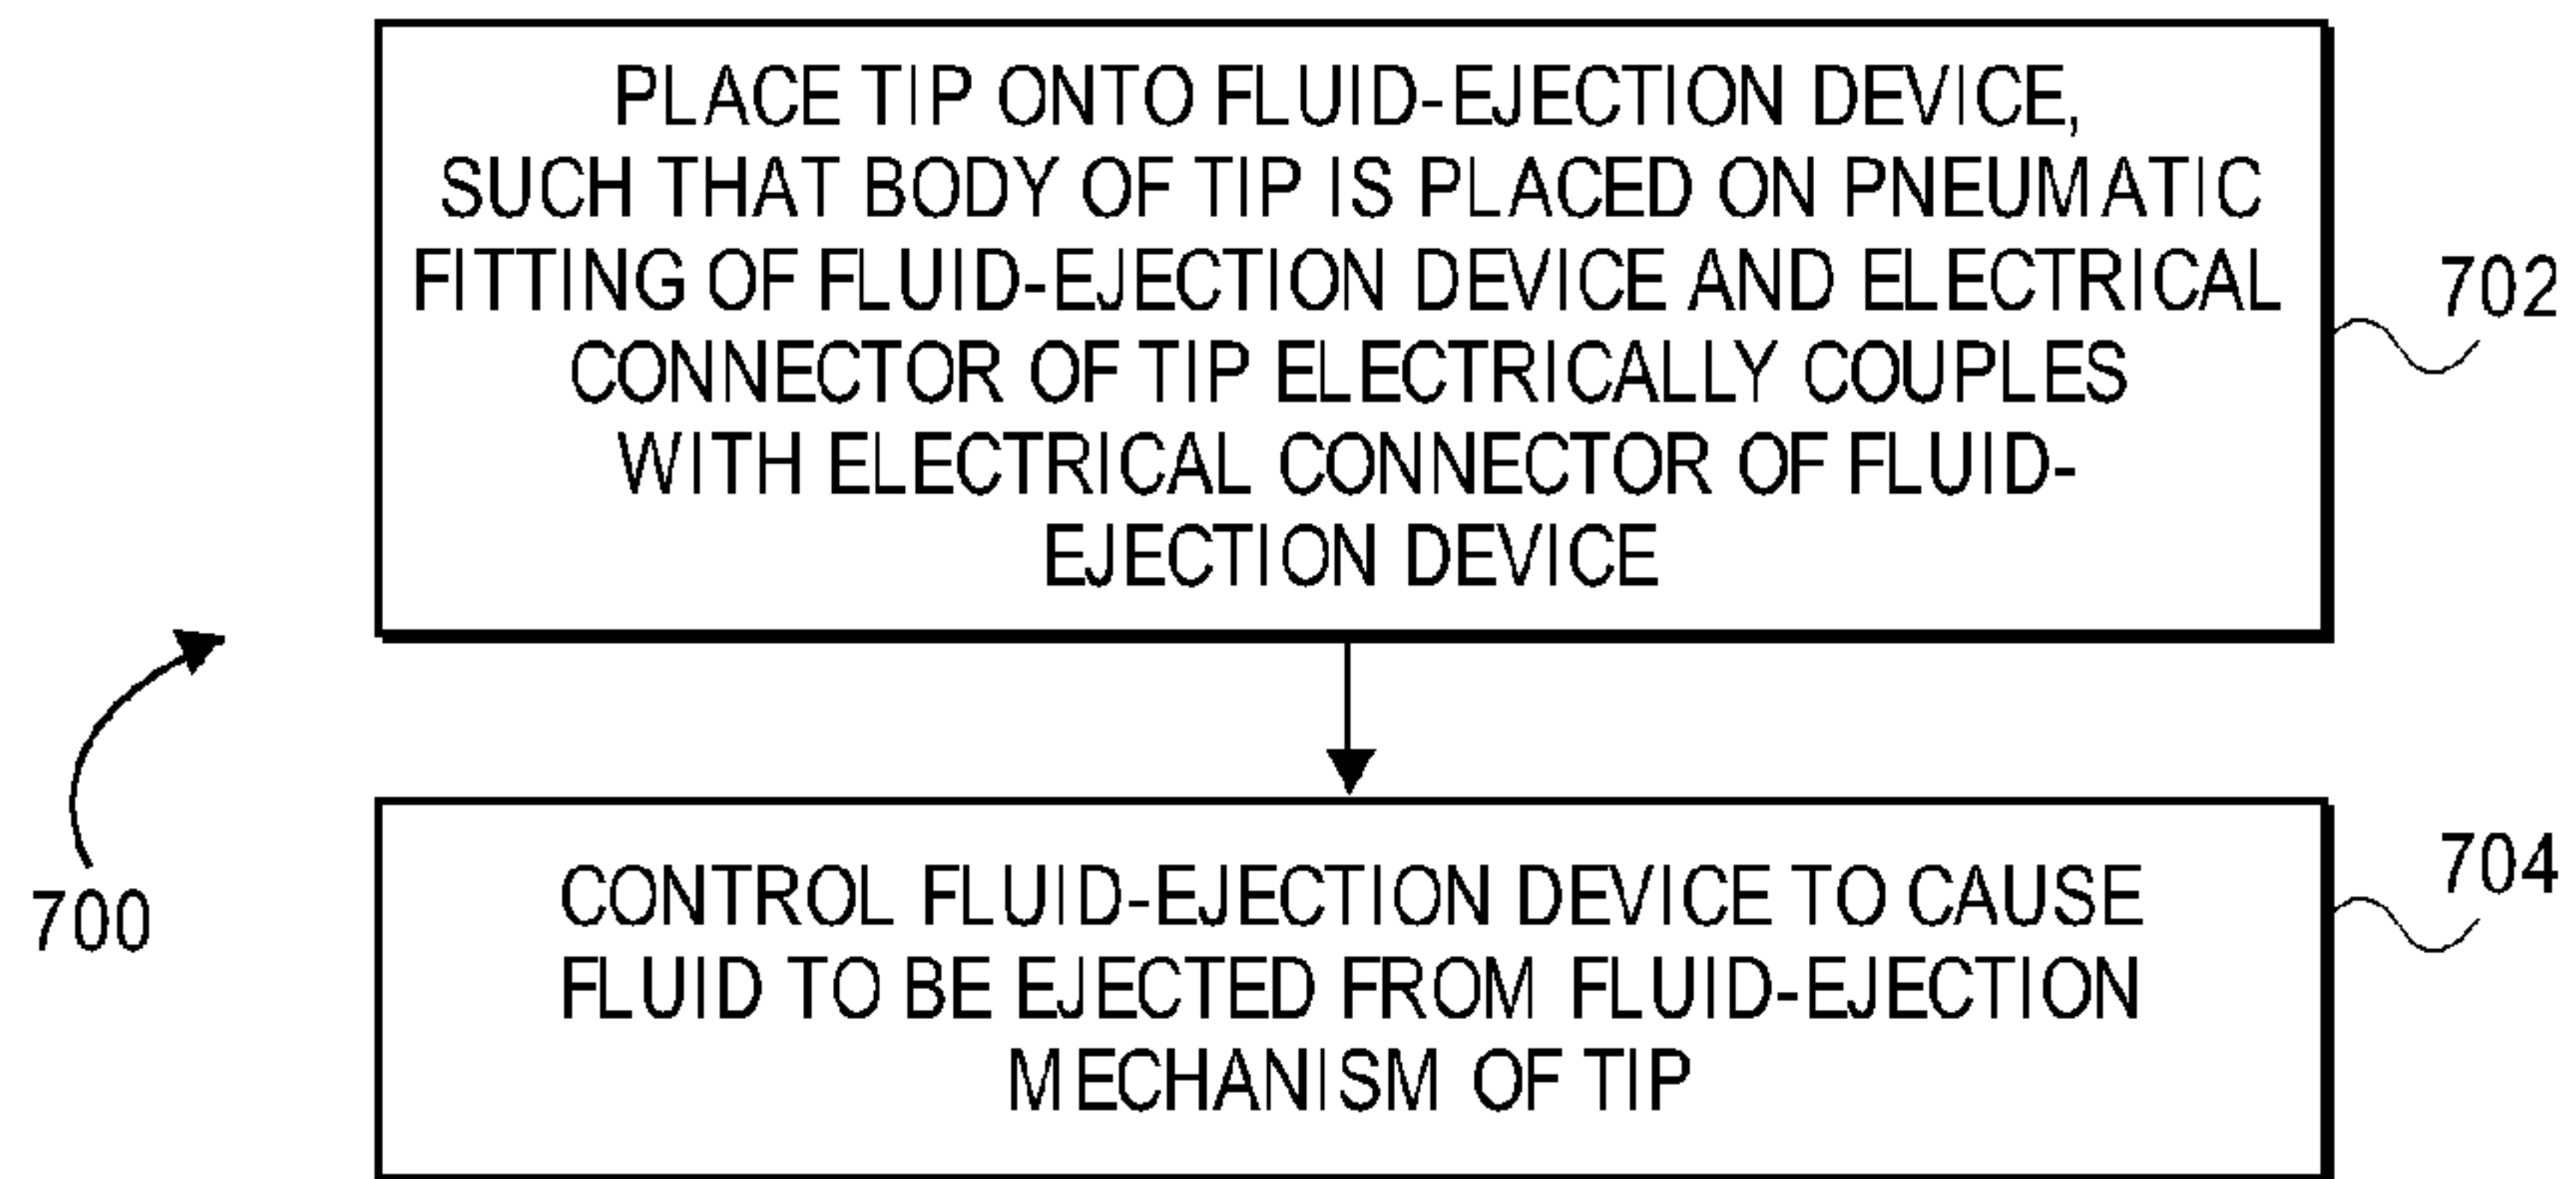 PLACE TIP ONTO FLUID-EJECTION DEVICE,
SUCH THAT BODY OF TIP IS PLACED ON PNEUMATIC
FITTING OF FLUID-EJECTION DEVICE AND ELECTRICAL
CONNECTOR OF TIP ELECTRICALLY COUPLES
WITH ELECTRICAL CONNECTOR OF FLUID-
EJECTION DEVICE
702
700
CONTROL FLUID-EJECTION DEVICE TO CAUSE
FLUID TO BE EJECTED FROM FLUID-EJECTION
MECHANISM OF TIP
704